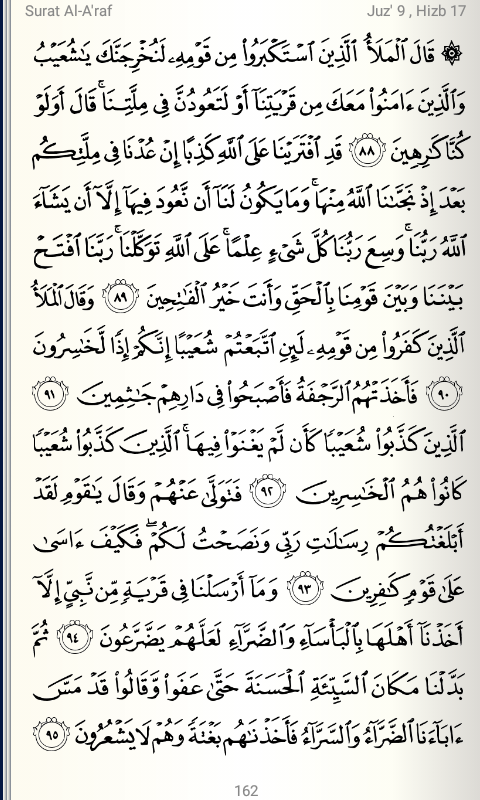 Surat Al-A'raf
Juz' 9 , Hizb 17
۞ قَالَ ٱلْمَلَأُ ٱلَّذِينَ ٱسْتَكْبَرُوا۟ مِن قَوْمِهِۦ لَنُخْرِجَنَّكَ يَٰشُعَيْبُ
وَٱلَّذِينَ ءَامَنُوا۟ مَعَكَ مِن قَرْيَتِنَآ أَوْ لَتَعُودُنَّ فِى مِلَّتِنَا ۚ قَالَ أَوَلَوْ
كُنَّا كَٰرِهِينَ ٨٨ قَدِ ٱفْتَرَيْنَا عَلَى ٱللَّهِ كَذِبًا إِنْ عُدْنَا فِى مِلَّتِكُم
بَعْدَ إِذْ نَجَّىٰنَا ٱللَّهُ مِنْهَا ۚ وَمَا يَكُونُ لَنَآ أَن نَّعُودَ فِيهَآ إِلَّآ أَن يَشَآءَ
ٱللَّهُ رَبُّنَا ۚ وَسِعَ رَبُّنَا كُلَّ شَىْءٍ عِلْمًا ۚ عَلَى ٱللَّهِ تَوَكَّلْنَا ۚ رَبَّنَا ٱفْتَحْ
بَيْنَنَا وَبَيْنَ قَوْمِنَا بِٱلْحَقِّ وَأَنتَ خَيْرُ ٱلْفَٰتِحِينَ ٨٩ وَقَالَ ٱلْمَلَأُ
ٱلَّذِينَ كَفَرُوا۟ مِن قَوْمِهِۦ لَئِنِ ٱتَّبَعْتُمْ شُعَيْبًا إِنَّكُمْ إِذًا لَّخَٰسِرُونَ
٩٠ فَأَخَذَتْهُمُ ٱلرَّجْفَةُ فَأَصْبَحُوا۟ فِى دَارِهِمْ جَٰثِمِينَ ٩١
ٱلَّذِينَ كَذَّبُوا۟ شُعَيْبًا كَأَن لَّمْ يَغْنَوْا۟ فِيهَا ۚ ٱلَّذِينَ كَذَّبُوا۟ شُعَيْبًا
كَانُوا۟ هُمُ ٱلْخَٰسِرِينَ ٩٢ فَتَوَلَّىٰ عَنْهُمْ وَقَالَ يَٰقَوْمِ لَقَدْ
أَبْلَغْتُكُمْ رِسَٰلَٰتِ رَبِّى وَنَصَحْتُ لَكُمْ ۖ فَكَيْفَ ءَاسَىٰ
عَلَىٰ قَوْمٍ كَٰفِرِينَ ٩٣ وَمَآ أَرْسَلْنَا فِى قَرْيَةٍ مِّن نَّبِىٍّ إِلَّآ
أَخَذْنَآ أَهْلَهَا بِٱلْبَأْسَآءِ وَٱلضَّرَّآءِ لَعَلَّهُمْ يَضَّرَّعُونَ ٩٤ ثُمَّ
بَدَّلْنَا مَكَانَ ٱلسَّيِّئَةِ ٱلْحَسَنَةَ حَتَّىٰ عَفَوا۟ وَّقَالُوا۟ قَدْ مَسَّ
ءَابَآءَنَا ٱلضَّرَّآءُ وَٱلسَّرَّآءُ فَأَخَذْنَٰهُم بَغْتَةً وَهُمْ لَا يَشْعُرُونَ ٩٥
162